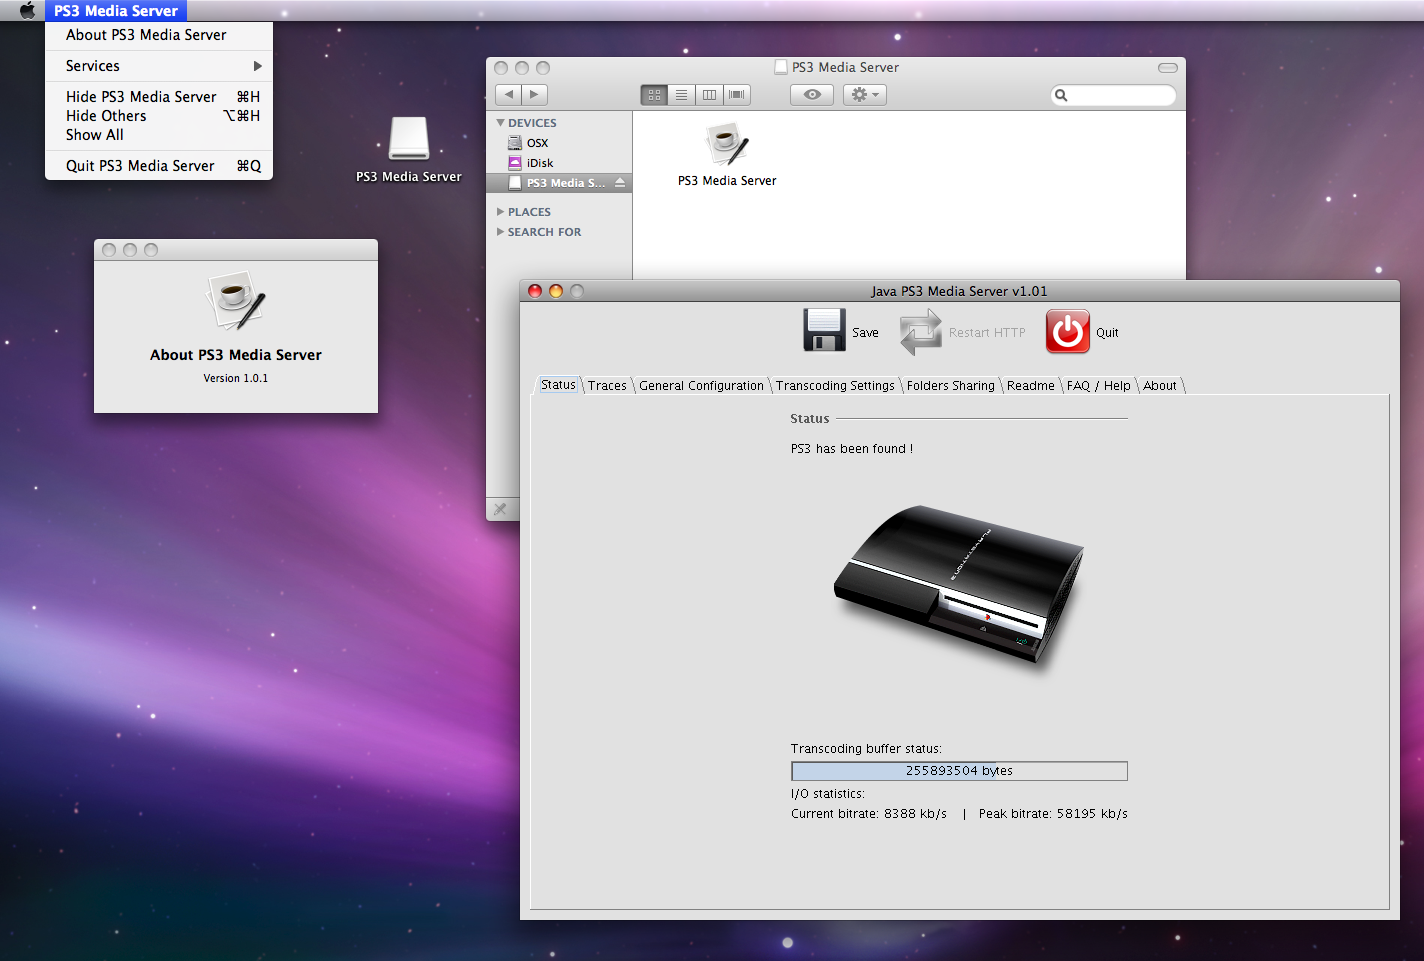 PS3 Media Server
About PS3 Media Server
Services
Hide PS3 Media Server ⌘H
Hide Others ⌥⌘H
Show All
Quit PS3 Media Server ⌘Q
PS3 Media Server
About PS3 Media Server
Version 1.0.1
PS3 Media Server
DEVICES
OSX
iDisk
PS3 Media S...
PLACES
SEARCH FOR
PS3 Media Server
Java PS3 Media Server v1.01
Save Restart HTTP Quit
Status Traces General Configuration Transcoding Settings Folders Sharing Readme FAQ / Help About
Status
PS3 has been found !
PLAYSTATION 3
Transcoding buffer status:
255893504 bytes
I/O statistics:
Current bitrate: 8388 kb/s | Peak bitrate: 58195 kb/s